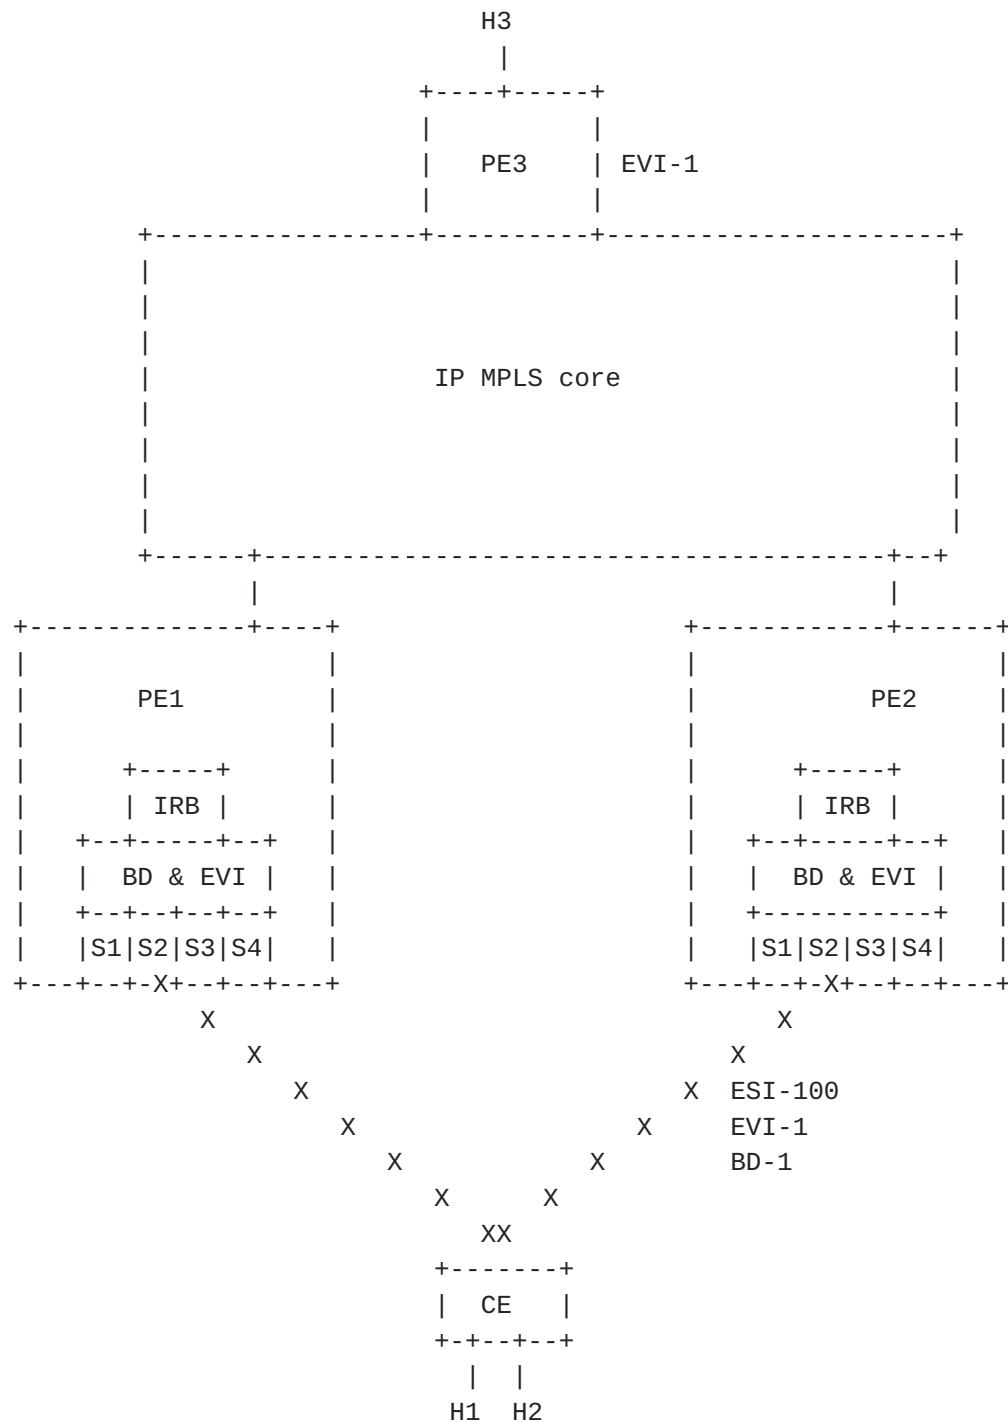 H3
PE3 EVI-1
IP MPLS core
PE1 PE2
IRB IRB
BD & EVI BD & EVI
|S1|S2|S3|S4| |S1|S2|S3|S4|
X X
X X
X X
X X ESI-100
X X EVI-1
X X BD-1
X X
XX
CE
H1 H2